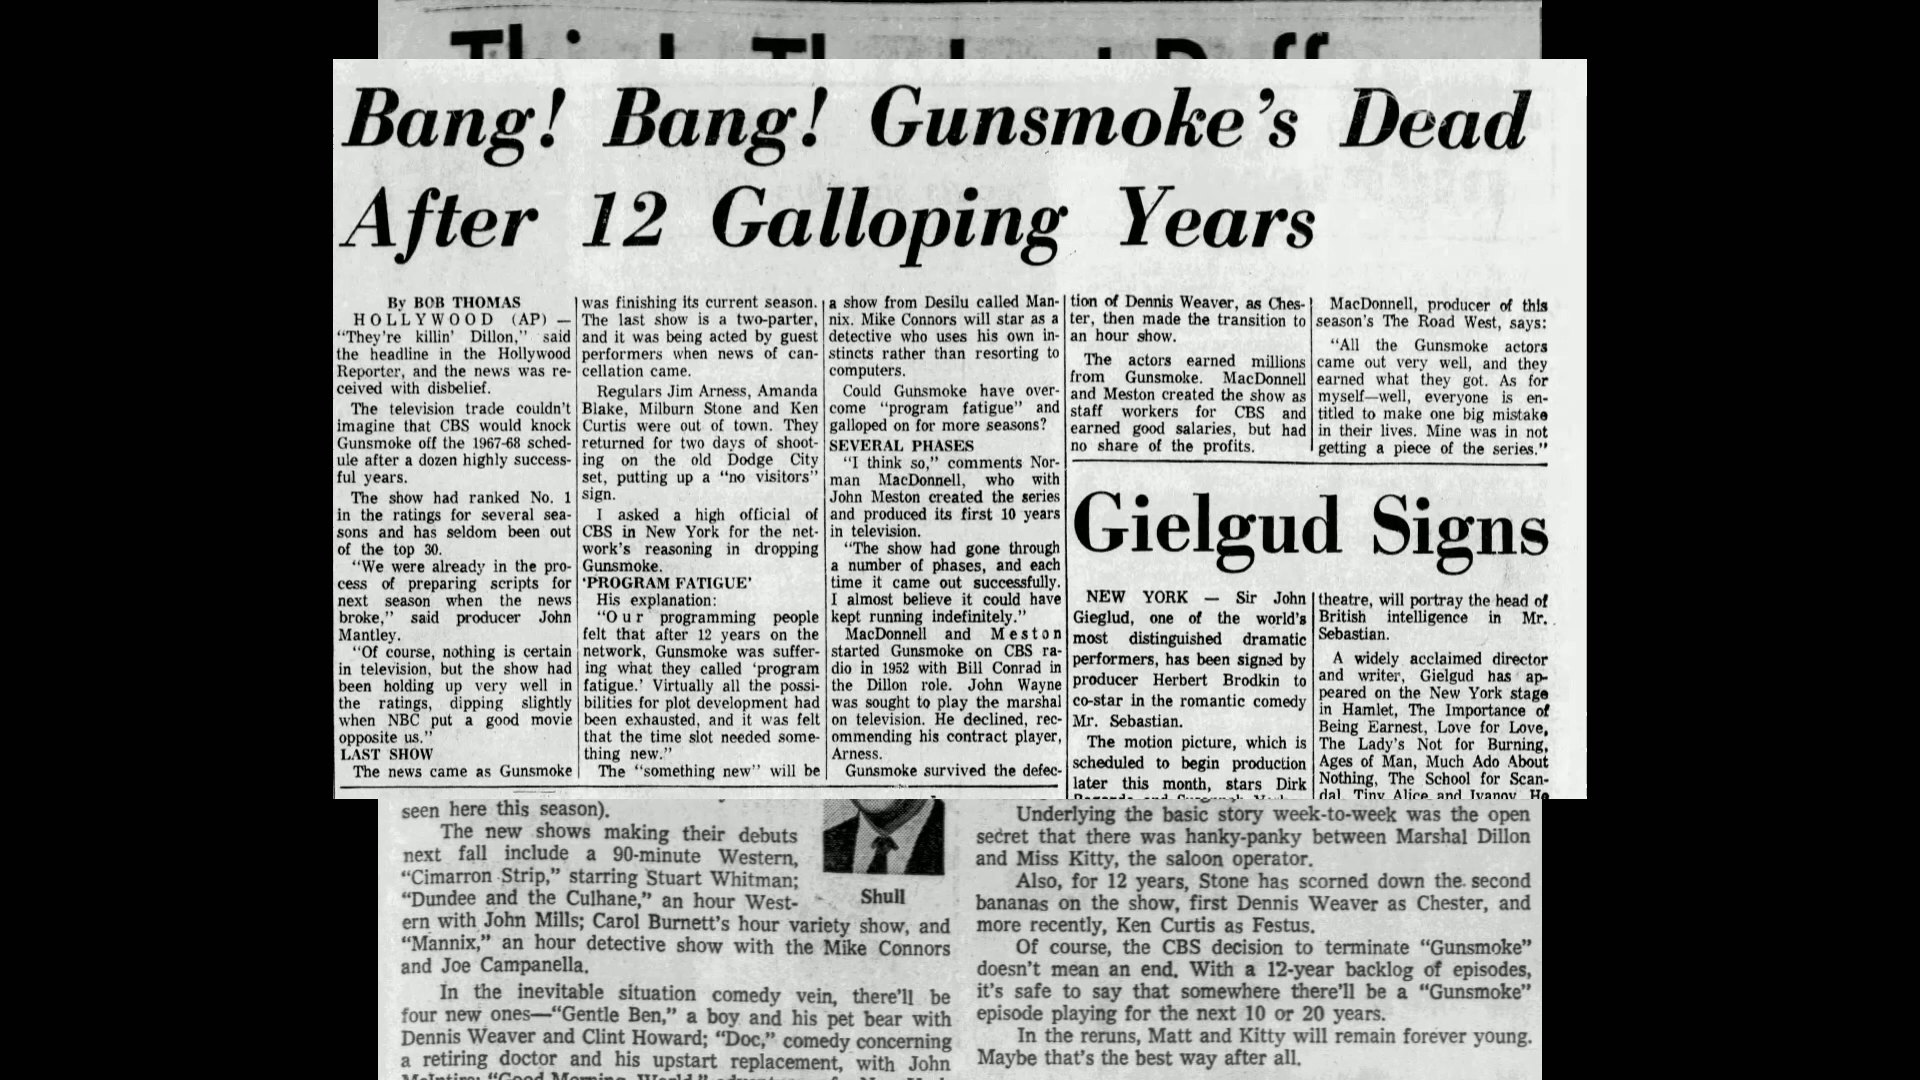 Bang! Bang! Gunsmoke's Dead
After 12 Galloping Years
By BOB THOMAS
HOLLYWOOD (AP) —
"They're killin' Dillon," said
the headline in the Hollywood
Reporter, and the news was re-
ceived with disbelief.
The television trade couldn't
imagine that CBS would knock
Gunsmoke off the 1967-68 sched-
ule after a dozen highly success-
ful years.
The show had ranked No. 1
in the ratings for several sea-
sons and has seldom been out
of the top 30.
"We were already in the pro-
cess of preparing scripts for
next season when the news
broke," said producer John
Mantley.
"Of course, nothing is certain
in television, but the show had
been holding up very well in
the ratings, dipping slightly
when NBC put a good movie
opposite us."
LAST SHOW
The news came as Gunsmoke
was finishing its current season.
The last show is a two-parter,
and it was being acted by guest
performers when news of can-
cellation came.
Regulars Jim Arness, Amanda
Blake, Milburn Stone and Ken
Curtis were out of town. They
returned for two days of shoot-
ing on the old Dodge City
set, putting up a "no visitors"
sign.
I asked a high official of
CBS in New York for the net-
work's reasoning in dropping
Gunsmoke.
'PROGRAM FATIGUE'
His explanation:
"Our programming people
felt that after 12 years on the
network, Gunsmoke was suffer-
ing what they called 'program
fatigue.' Virtually all the possi-
bilities for plot development had
been exhausted, and it was felt
that the time slot needed some-
thing new."
The "something new" will be
a show from Desilu called Man-
nix. Mike Connors will star as a
detective who uses his own in-
stincts rather than resorting to
computers.
Could Gunsmoke have over-
come "program fatigue" and
galloped on for more seasons?
SEVERAL PHASES
"I think so," comments Nor-
man MacDonnell, who with
John Meston created the series
and produced its first 10 years
in television.
"The show had gone through
a number of phases, and each
time it came out successfully.
I almost believe it could have
kept running indefinitely."
MacDonnell and Meston
started Gunsmoke on CBS ra-
dio in 1952 with Bill Conrad in
the Dillon role. John Wayne
was sought to play the marshal
on television. He declined, rec-
ommending his contract player,
Arness.
Gunsmoke survived the defec-
tion of Dennis Weaver, as Ches-
ter, then made the transition to
an hour show.
The actors earned millions
from Gunsmoke. MacDonnell
and Meston created the show as
staff workers for CBS and
earned good salaries, but had
no share of the profits.
MacDonnell, producer of this
season's The Road West, says:
"All the Gunsmoke actors
came out very well, and they
earned what they got. As for
myself—well, everyone is en-
titled to make one big mistake
in their lives. Mine was in not
getting a piece of the series."
Gielgud Signs
NEW YORK — Sir John
Gieglud, one of the world's
most distinguished dramatic
performers, has been signed by
producer Herbert Brodkin to
co-star in the romantic comedy
Mr. Sebastian.
The motion picture, which is
scheduled to begin production
later this month, stars Dirk
theatre, will portray the head of
British intelligence in Mr.
Sebastian.
A widely acclaimed director
and writer, Gielgud has ap-
peared on the New York stage
in Hamlet, The Importance of
Being Earnest, Love for Love,
The Lady's Not for Burning,
Ages of Man, Much Ado About
Nothing, The School for Scan-
dal, Tiny Alice and Ivanov. He
seen here this season).
The new shows making their debuts
next fall include a 90-minute Western,
"Cimarron Strip," starring Stuart Whitman;
"Dundee and the Culhane," an hour West-
ern with John Mills; Carol Burnett's hour variety show, and
"Mannix," an hour detective show with the Mike Connors
and Joe Campanella.
In the inevitable situation comedy vein, there'll be
four new ones—"Gentle Ben," a boy and his pet bear with
Dennis Weaver and Clint Howard; "Doc," comedy concerning
a retiring doctor and his upstart replacement, with John
Shull
Underlying the basic story week-to-week was the open
secret that there was hanky-panky between Marshal Dillon
and Miss Kitty, the saloon operator.
Also, for 12 years, Stone has scorned down the second
bananas on the show, first Dennis Weaver as Chester, and
more recently, Ken Curtis as Festus.
Of course, the CBS decision to terminate "Gunsmoke"
doesn't mean an end. With a 12-year backlog of episodes,
it's safe to say that somewhere there'll be a "Gunsmoke"
episode playing for the next 10 or 20 years.
In the reruns, Matt and Kitty will remain forever young.
Maybe that's the best way after all.